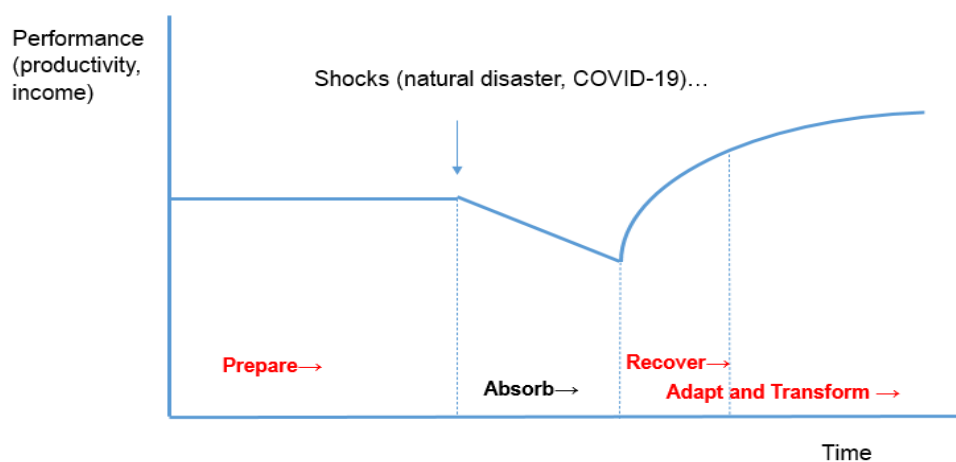 Performance
(productivity,
income)
Shocks (natural disaster, COVID-19)…
Prepare→
Absorb→
Recover→
Adapt and Transform →
Time